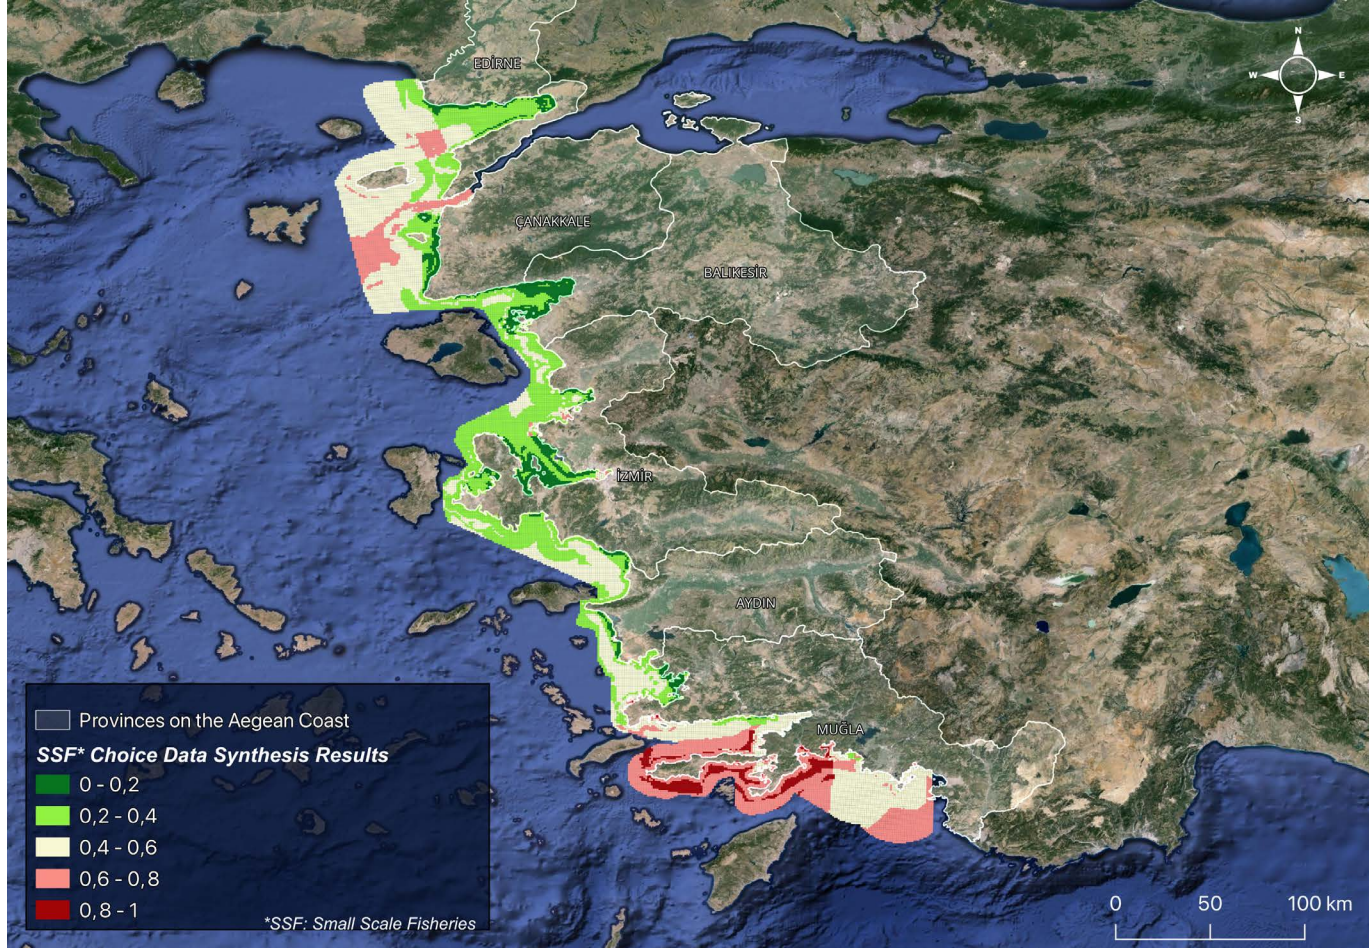 EDİRNE
N
W
E
S
ÇANAKKALE
BALIKESİR
İZMİR
AYDIN
MUĞLA
Provinces on the Aegean Coast
SSF* Choice Data Synthesis Results
0 - 0,2
0,2 - 0,4
0,4 - 0,6
0,6 - 0,8
0,8 - 1
*SSF: Small Scale Fisheries
0 50 100 km